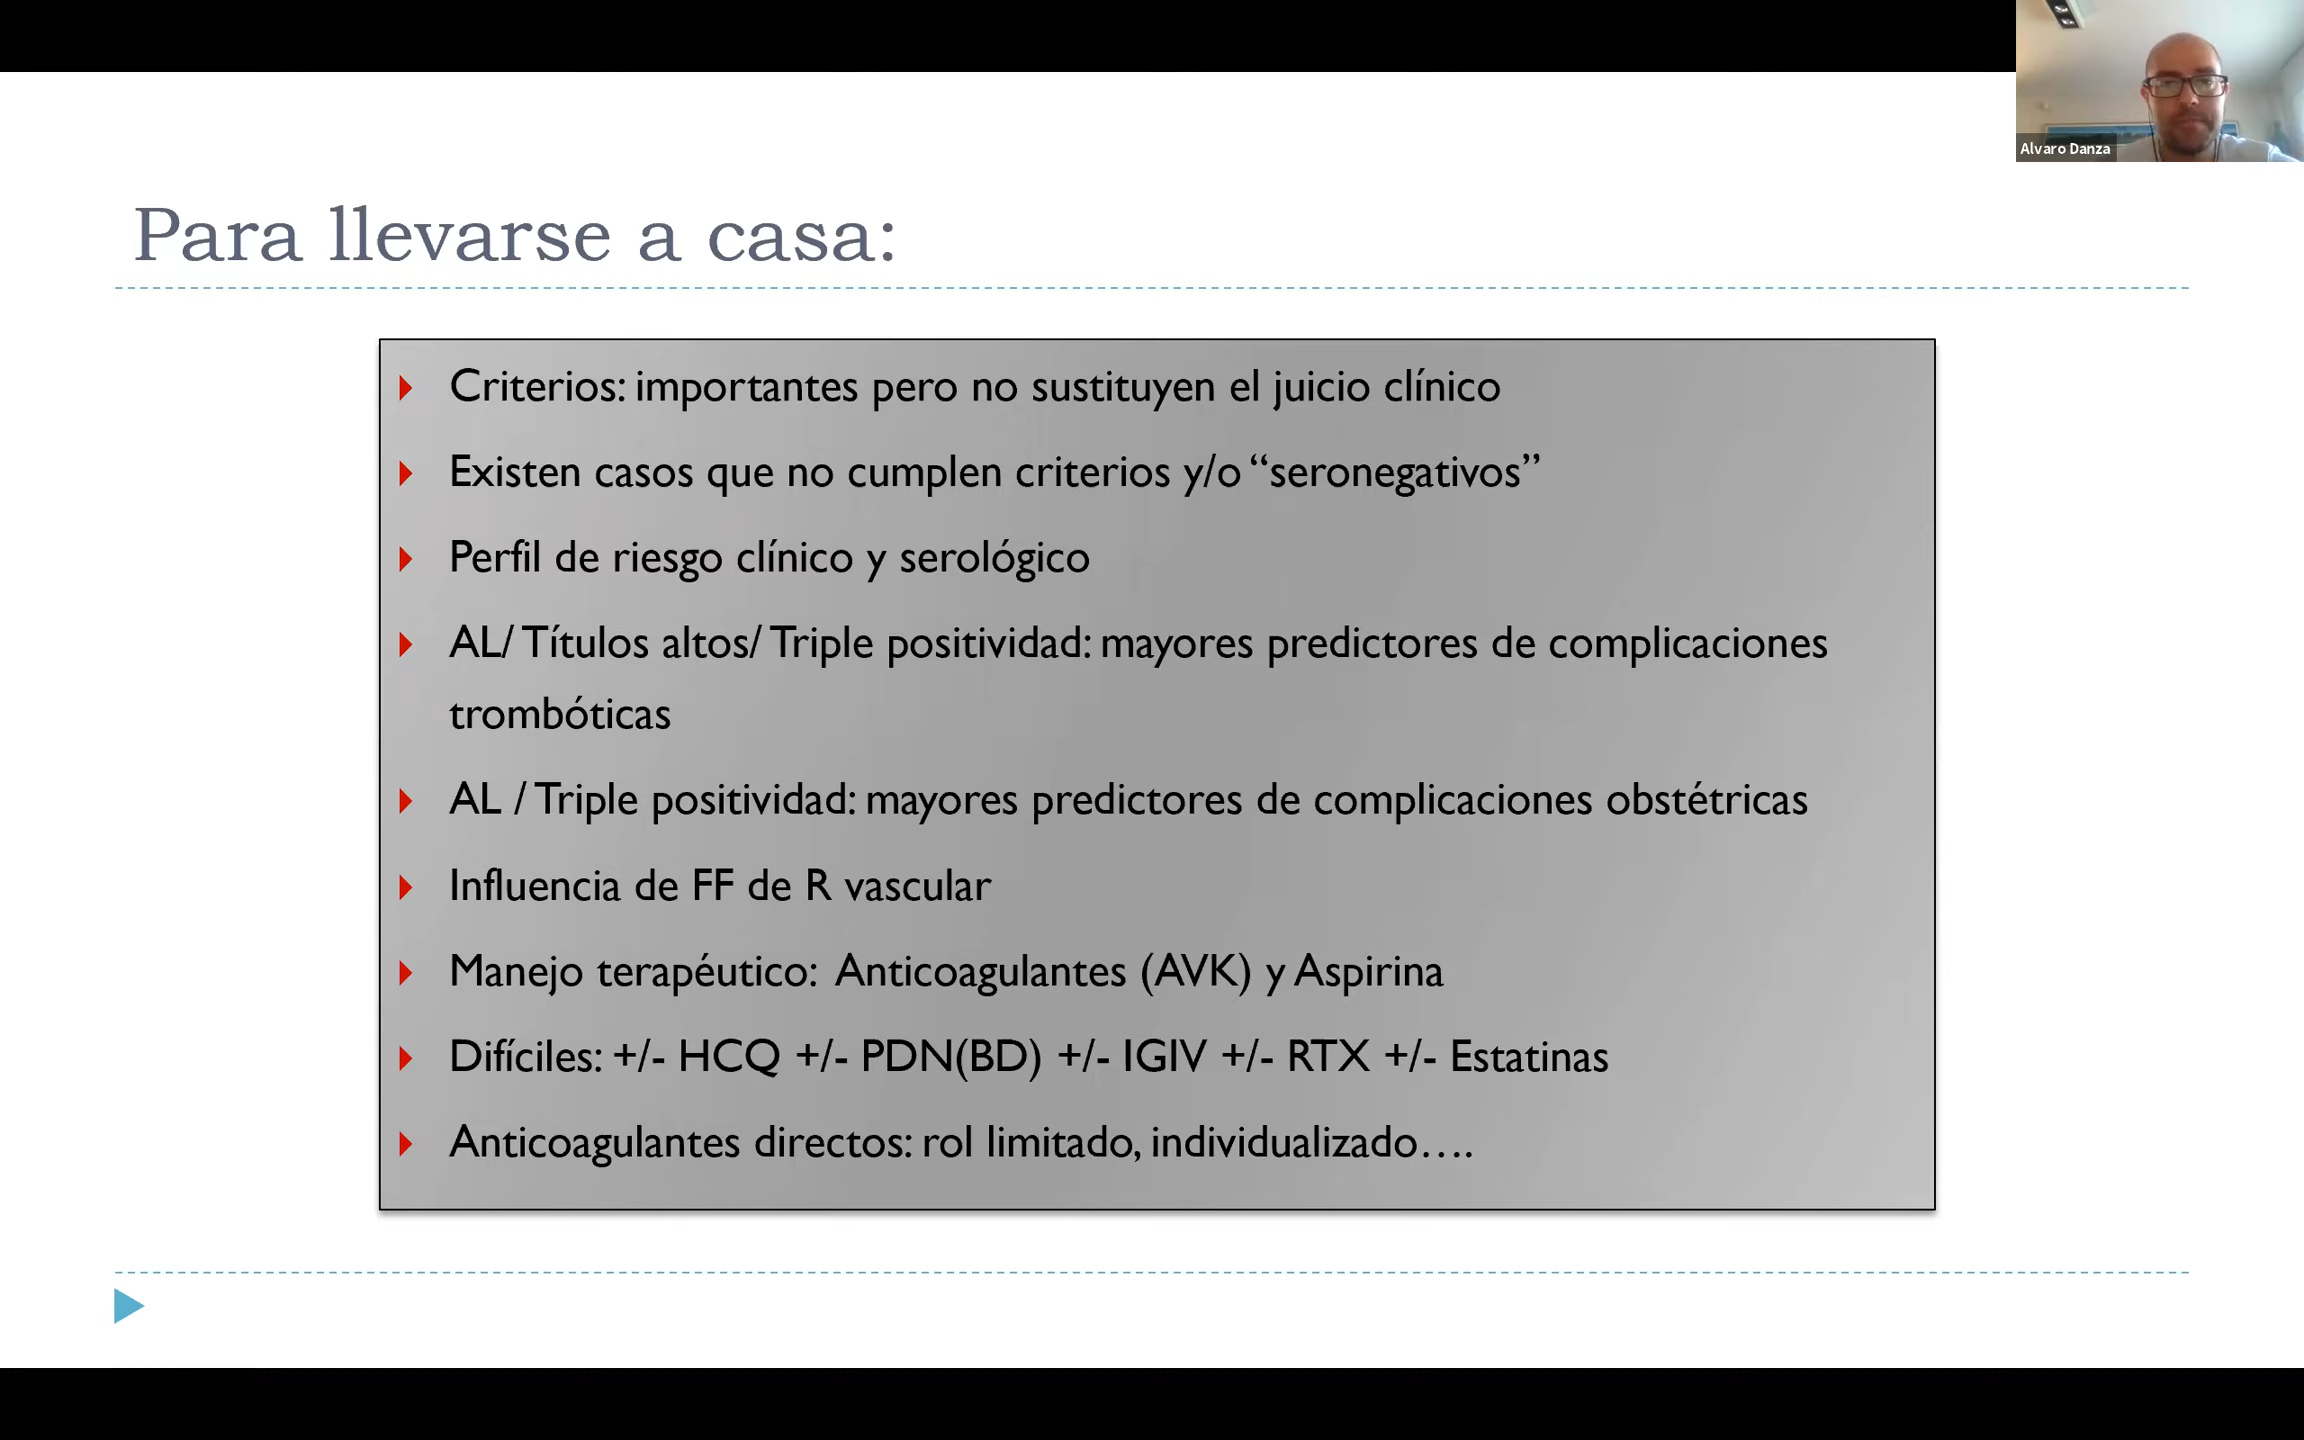 Alvaro Danza
Para llevarse a casa:
Criterios: importantes pero no sustituyen el juicio clínico
Existen casos que no cumplen criterios y/o “seronegativos”
Perfil de riesgo clínico y serológico
AL/ Títulos altos/ Triple positividad: mayores predictores de complicaciones
trombóticas
AL / Triple positividad: mayores predictores de complicaciones obstétricas
Influencia de FF de R vascular
Manejo terapéutico: Anticoagulantes (AVK) y Aspirina
Difíciles: +/- HCQ +/- PDN(BD) +/- IGIV +/- RTX +/- Estatinas
Anticoagulantes directos: rol limitado, individualizado….